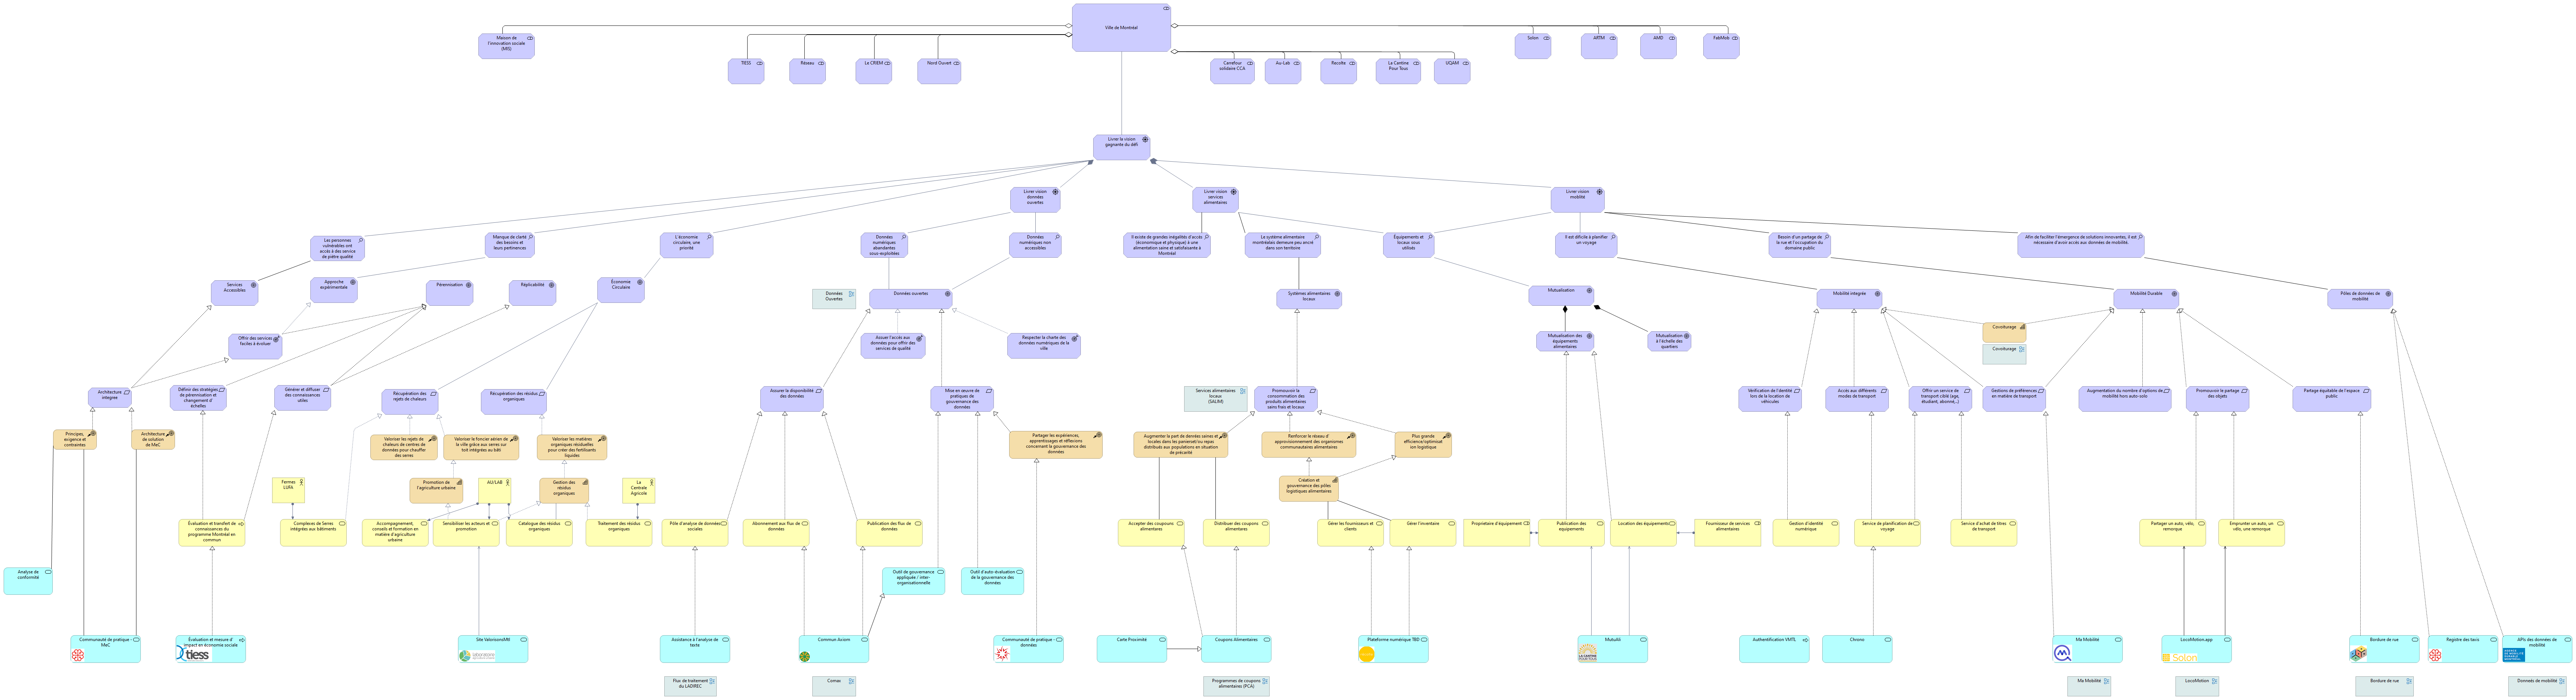 Ville de Montréal
Maison de
l'innovation sociale
(MIS)
Solon
ARTM
AMD
FabMob
TIESS
Réseau
Le CRIEM
Nord Ouvert
Carrefour
solidaire CCA
Au-Lab
Recolte
La Cantine
Pour Tous
UQAM
Livrer la vision
gagnante du défi
Livrer vision
données
ouvertes
Livrer vision
services
alimentaires
Livrer vision
mobilité
Les personnes
vulnérables ont
accès à des service
de piètre qualité
Manque de clarté
des besoins et
leurs pertinences
L'économie
circulaire, une
priorité
Données
numériques
abandantes
sous-exploitées
Données
numériques non
accessibles
Il existe de grandes inégalités d'accès
(économique et physique) à une
alimentation saine et satisfaisante à
Montréal
Le système alimentaire
montréalais demeure peu ancré
dans son territoire
Équipements et
locaux sous
utilisés
Il est difficile à planifier
un voyage
Besoin d'un partage de
la rue et l'occupation du
domaine public
Afin de faciliter l'émergence de solutions innovantes, il est
nécessaire d'avoir accès aux données de mobilité.
Services
Accessibles
Approche
expérimentale
Pérennisation
Réplicabilité
Économie
Circulaire
Données
Ouvertes
Données ouvertes
Systèmes alimentaires
locaux
Mutualisation
Mobilité intégrée
Mobilité Durable
Pôles de données de
mobilité
Offrir des services
faciles à évoluer
Assuer l'accès aux
données pour offrir des
services de qualité
Respecter la charte des
données numériques de la
ville
Mutualisation des
équipements
alimentaires
Mutualisation
à l'échelle des
quartiers
Covoiturage
Covoiturage
Architecture
integree
Définir des stratégies
de pérennisation et
changement d'
échelles
Générer et diffuser
des connaissances
utiles
Récupération des
rejets de chaleurs
Récupération des résidus
organiques
Assurer la disponibilité
des données
Mise en œuvre de
pratiques de
gouvernance des
données
Services alimentaires
locaux
(SALIM)
Promouvoir la
consommation des
produits alimentaires
sains frais et locaux
Vérification de l'identité
lors de la location de
véhicules
Accès aux différents
modes de transport
Offrir un service de
transport ciblé (age,
étudiant, abonné,..)
Gestions de préférences
en matière de transport
Augmentation du nombre d'options de
mobilité hors auto-solo
Promouvoir le partage
des objets
Partage équitable de l'espace
public
Principes,
exigence et
contraintes
Architecture
de solution
de MeC
Valoriser les rejets de
chaleurs de centres de
données pour chauffer
des serres
Valoriser le foncier aérien de
la ville grâce aux serres sur
toit intégrées au bâti
Valoriser les matières
organiques résiduelles
pour créer des fertilisants
liquides
Partager les expériences,
apprentissages et réflexions
concernant la gouvernance des
données
Augmenter la part de denrées saines et
locales dans les panierset/ou repas
distribués aux populations en situation
de précarité
Renforcer le réseau d'
approvisionnement des organismes
communautaires alimentaires
Plus grande
efficience/optimisat
ion logistique
Fermes
LUFA
Promotion de
l'agriculture urbaine
AU/LAB
Gestion des
résidus
organiques
La
Centrale
Agricole
Création et
gouvernance des pôles
logistiques alimentaires
Évaluation et transfert de
connaissances du
programme Montréal en
commun
Complexes de Serres
intégrées aux bâtiments
Accompagnement,
conseils et formation en
matière d'agriculture
urbaine
Sensibiliser les acteurs et
promotion
Catalogue des résidus
organiques
Traitement des résidus
organiques
Pôle d'analyse de données
sociales
Abonnement aux flux de
données
Publication des flux de
données
Accepter des coupouns
alimentaires
Distribuer des coupons
alimentaires
Gérer les fournisseurs et
clients
Gérer l'inventaire
Propriétaire d'équipement
Publication des
equipements
Location des équipements
Fournisseur de services
alimentaires
Gestion d'identité
numérique
Service de planification de
voyage
Service d'achat de titres
de transport
Partager un auto, vélo,
remorque
Emprunter un auto, un
vélo, une remorque
Analyse de
conformité
Outil de gouvernance
appliquée / inter-
organisationnelle
Outil d'auto-évaluation
de la gouvernance des
données
Communauté de pratique -
MeC
Évaluation et mesure d'
impact en économie sociale
tiess
Site ValorisonsMR
laboratoire
Assistance à l'analyse de
texte
Commun Axiom
Communauté de pratique -
données
Carte Proximité
Coupons Alimentaires
Plateforme numérique TBD
Mutualó
LA CANTINE
POUR TOUS
Authentification VMTL
Chrono
Ma Mobilité
LocoMotion.app
Solon
Bordure de rue
Registre des taxis
APIs des données de
mobilité
Flux de traitement
du LADIREC
Comas
Programmes de coupons
alimentaires (PCA)
Ma Mobilité
LocoMotion
Bordure de rue
Donneés de mobilité